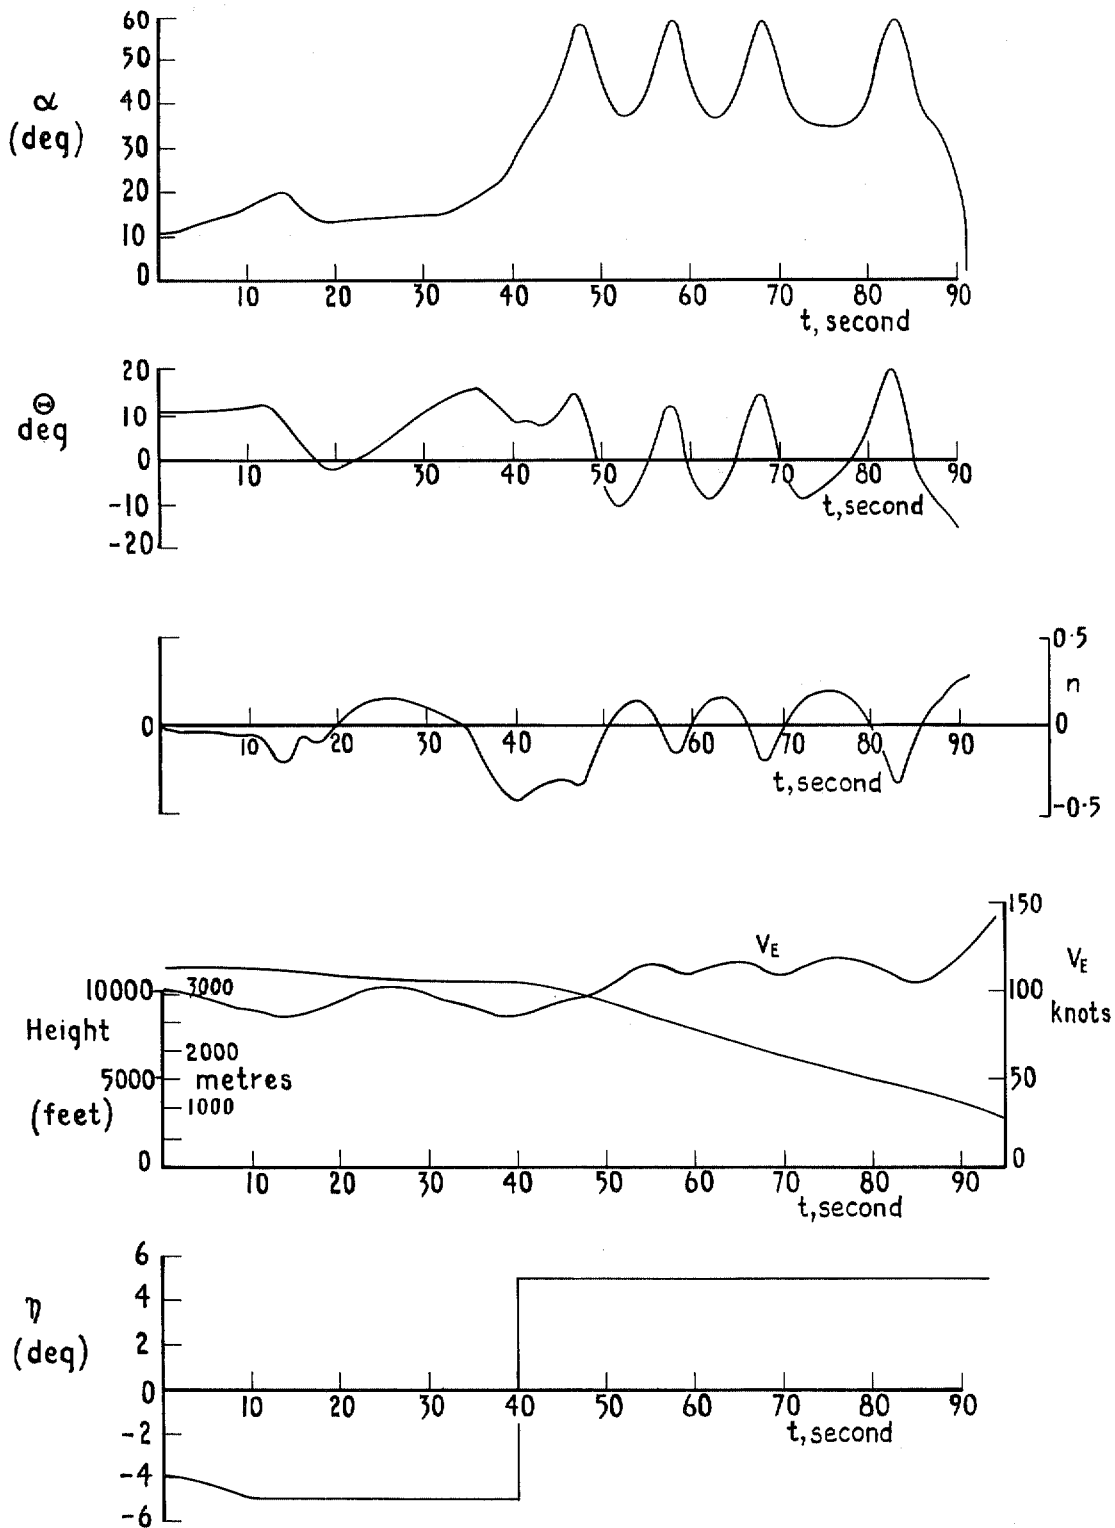 60
50
40
30
20
10
0
α
(deg)
10 20 30 40 50 60 70 80 90
t, second
20
10
0
-10
-20
Θ
deg
10 30 40 50 60 70 80 90
t, second
0
10 20 30 40 50 60 70 80 90
t, second
0·5
n
0
-0·5
10000
5000
0
Height
(feet)
3000
2000
metres
1000
V_E
150
100
50
0
V_E
knots
10 20 30 40 50 60 70 80 90
t, second
6
4
2
0
-2
-4
-6
η
(deg)
10 20 30 40 50 60 70 80 90
t, second